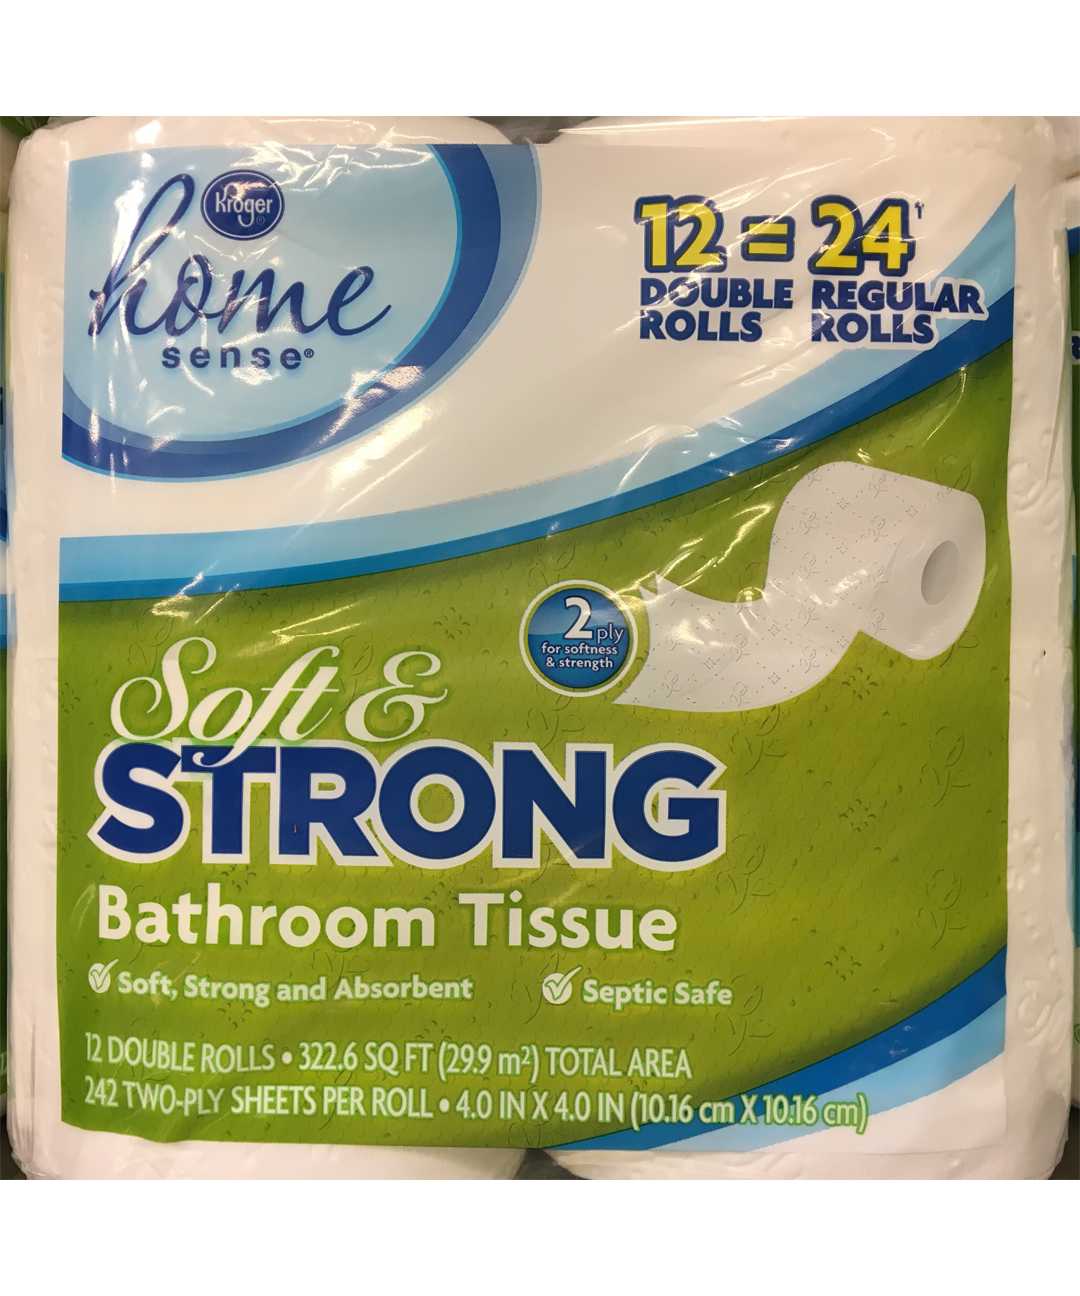 Kroger®
home
sense®
12 = 24†
DOUBLE REGULAR
ROLLS ROLLS
2 ply
for softness
& strength
Soft &
STRONG
Bathroom Tissue
Soft, Strong and Absorbent Septic Safe
12 DOUBLE ROLLS • 322.6 SQ FT (29.9 m²) TOTAL AREA
242 TWO-PLY SHEETS PER ROLL • 4.0 IN X 4.0 IN (10.16 cm X 10.16 cm)